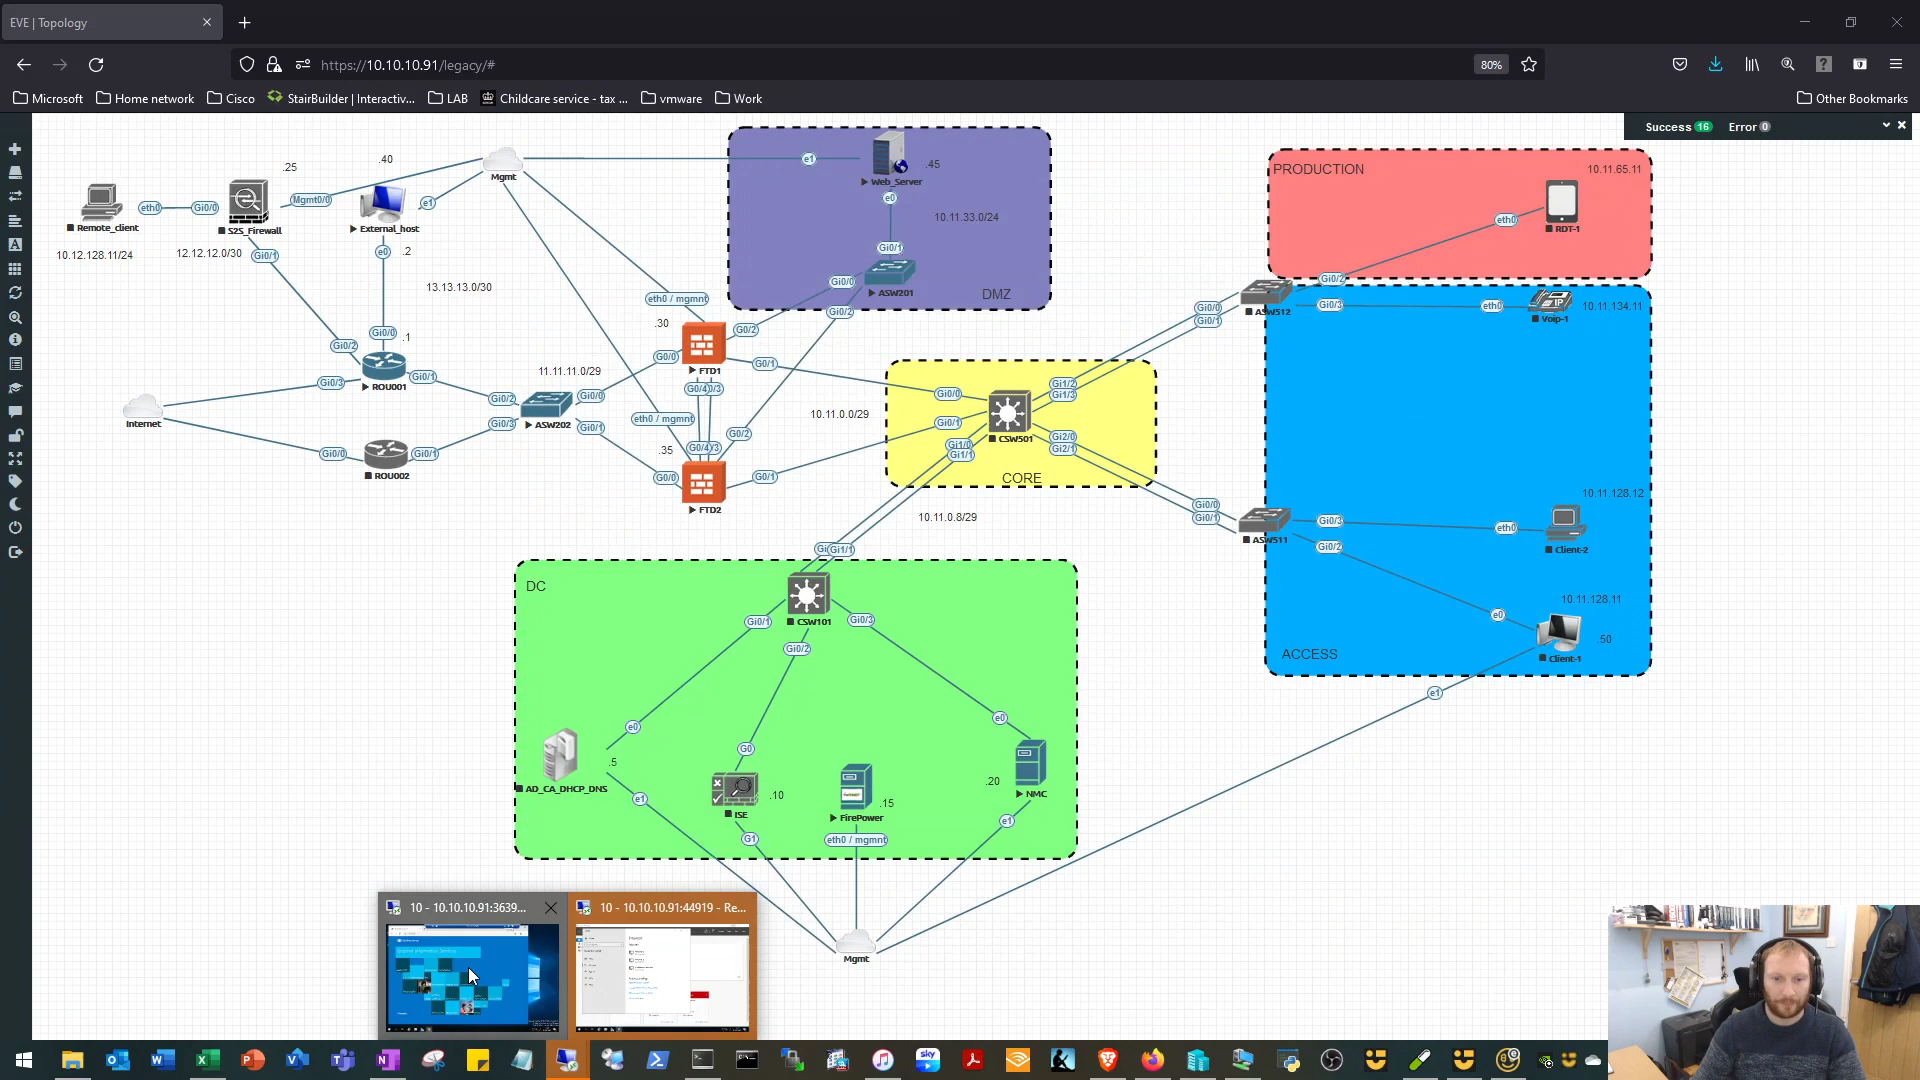 EVE | Topology
https://10.10.10.91/legacy/#
80%
Microsoft
Home network
Cisco
StairBuilder | Interactiv...
LAB
Childcare service - tax ...
vmware
Work
Other Bookmarks
Success 16 Error 0
Remote_client
eth0
Gi0/0
10.12.128.11/24
.25
S2S_Firewall
Mgmt0/0
12.12.12.0/30
Gi0/1
.40
External_host
e1
e0
.2
13.13.13.0/30
Mgmt
Gi0/0
.1
Gi0/2
ROU001
Gi0/3
Gi0/1
Internet
Gi0/0
ROU002
Gi0/1
11.11.11.0/29
Gi0/2
Gi0/3
ASW202
Gi0/0
Gi0/1
eth0 / mgmnt
.30
G0/0
FTD1
G0/2
G0/1
eth0 / mgmnt
.35
G0/0
FTD2
G0/2
G0/1
e1
Web_Server
.45
e0
10.11.33.0/24
Gi0/1
Gi0/0
ASW201
Gi0/2
DMZ
10.11.0.0/29
Gi0/0
Gi0/1
CSW501
Gi1/0
Gi1/1
Gi1/2
Gi1/3
Gi2/0
Gi2/1
CORE
10.11.0.8/29
PRODUCTION
10.11.65.11
eth0
RDT-1
Gi0/0
Gi0/1
ASW512
Gi0/2
Gi0/3
eth0
Voip-1
10.11.134.11
Gi0/0
Gi0/1
ASW511
Gi0/3
Gi0/2
eth0
10.11.128.12
Client-2
10.11.128.11
e0
.50
Client-1
ACCESS
e1
DC
Gi1/1
CSW101
Gi0/1
Gi0/2
Gi0/3
e0
.5
AD_CA_DHCP_DNS
e1
G0
.10
ISE
G1
.15
FirePower
eth0 / mgmnt
e0
.20
NMC
e1
Mgmt
10 - 10.10.10.91:3639...
10 - 10.10.10.91:44919 - Re...